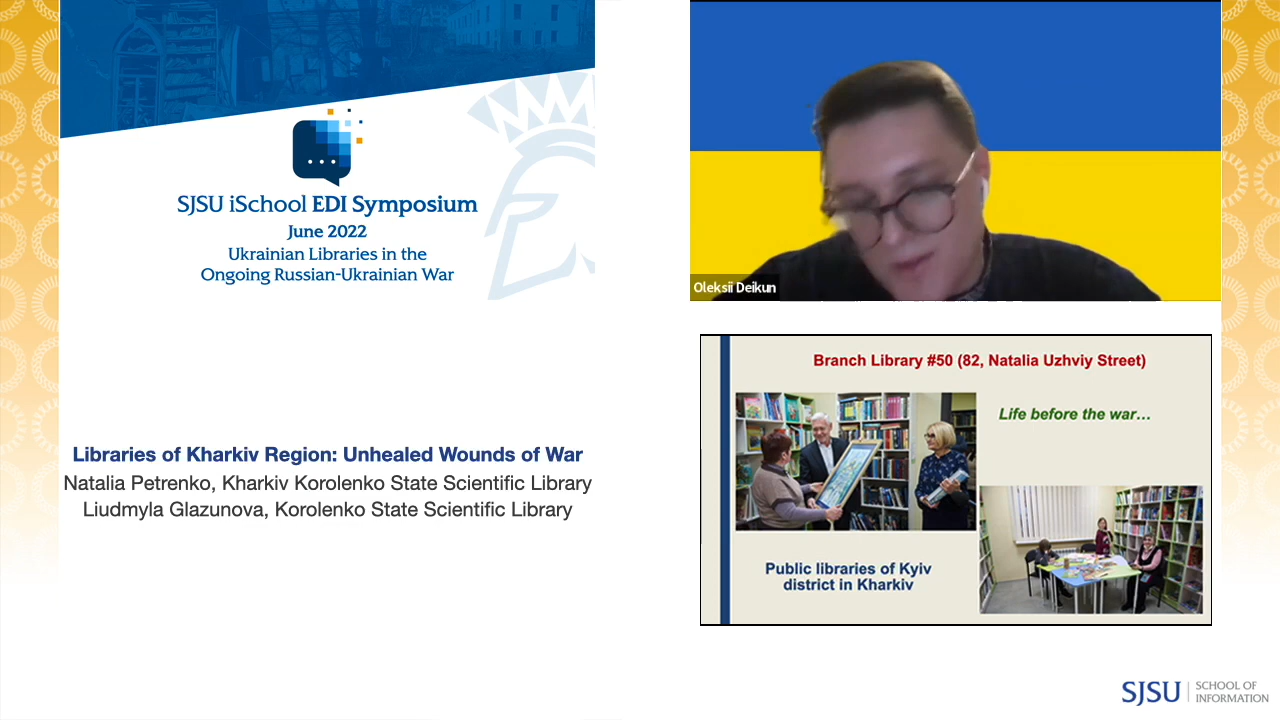 SJSU iSchool EDI Symposium
June 2022
Ukrainian Libraries in the
Ongoing Russian-Ukrainian War
Libraries of Kharkiv Region: Unhealed Wounds of War
Natalia Petrenko, Kharkiv Korolenko State Scientific Library
Liudmyla Glazunova, Korolenko State Scientific Library
Oleksii Deikun
Branch Library #50 (82, Natalia Uzhviy Street)
Life before the war...
Public libraries of Kyiv
district in Kharkiv
SJSU SCHOOL OF
INFORMATION